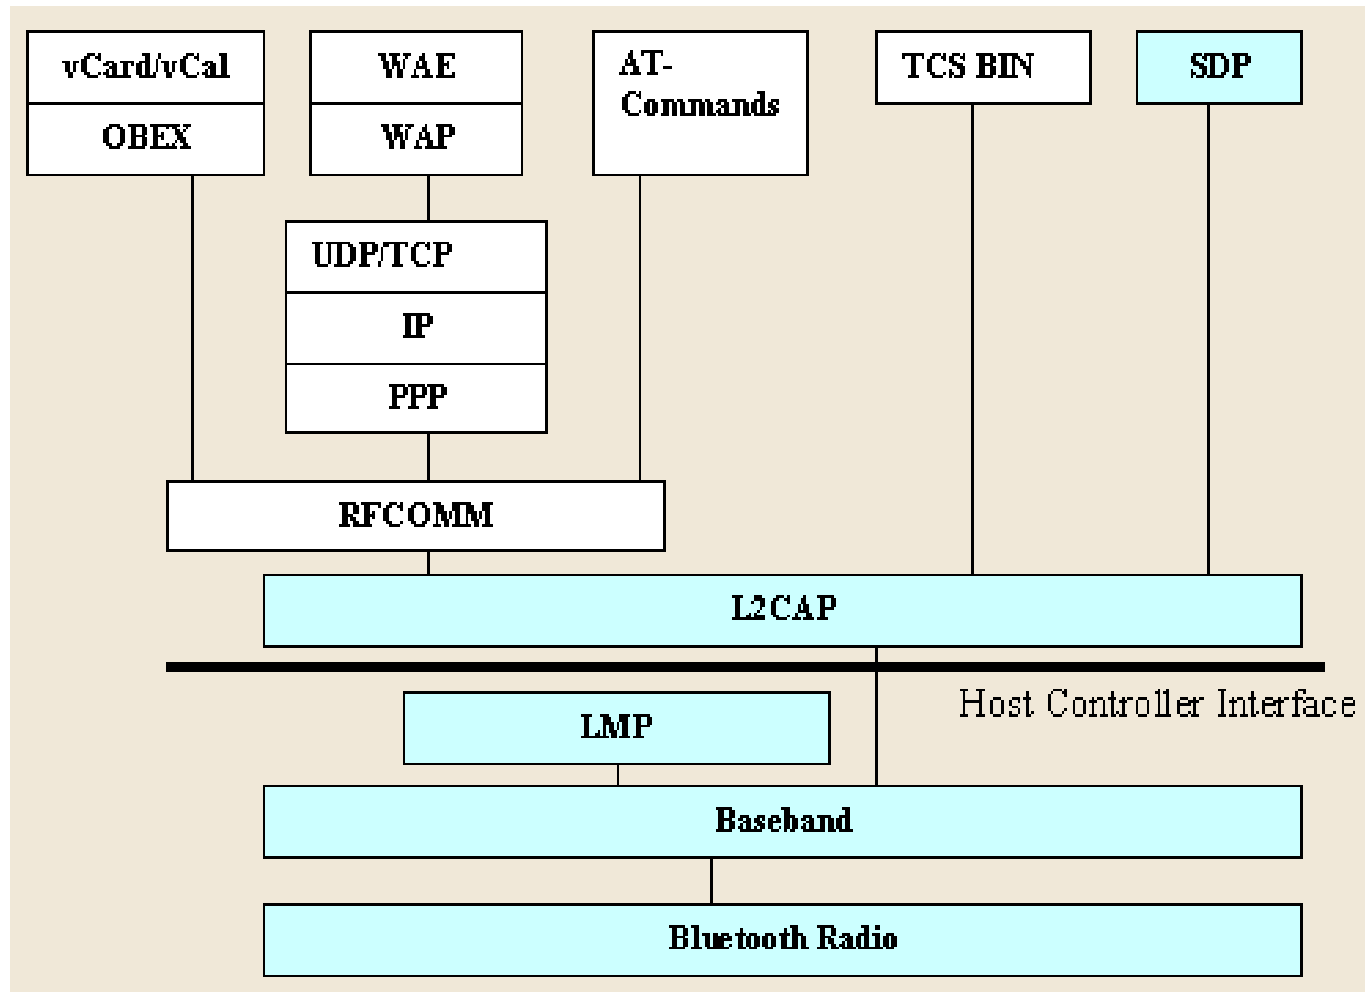 vCard/vCal
OBEX
WAE
WAP
AT-
Commands
TCS BIN
SDP
UDP/TCP
IP
PPP
RFCOMM
L2CAP
Host Controller Interface
LMP
Baseband
Bluetooth Radio